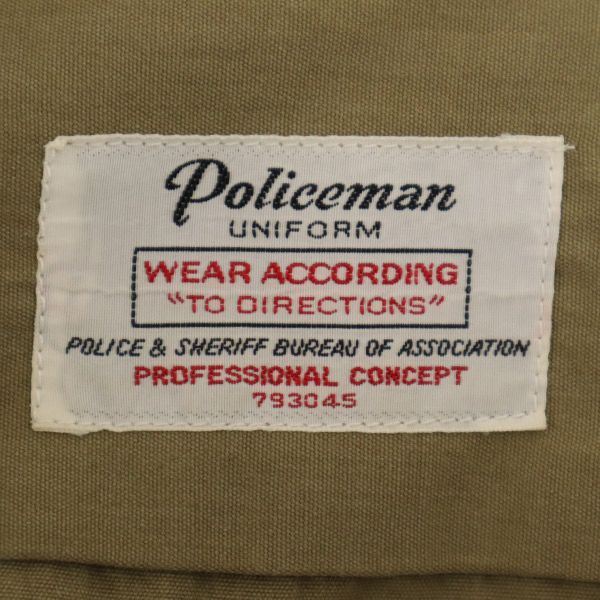 Policeman
UNIFORM
WEAR ACCORDING
"TO DIRECTIONS"
POLICE & SHERIFF BUREAU OF ASSOCIATION
PROFESSIONAL CONCEPT
793045